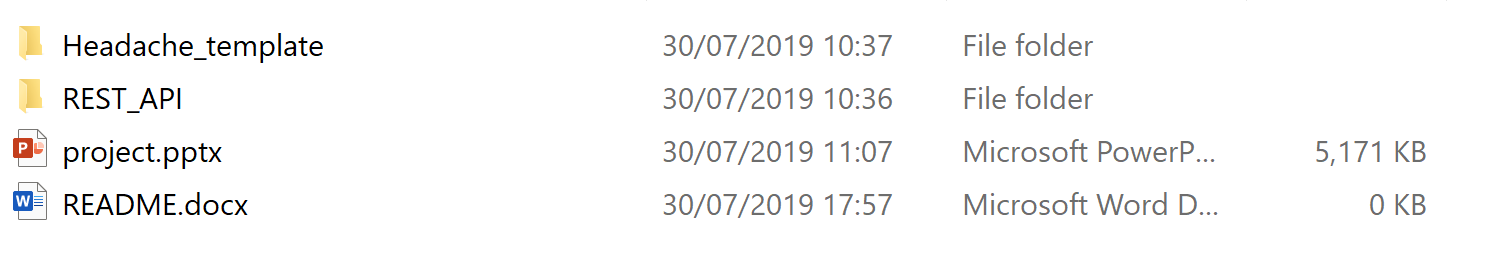 Headache_template 30/07/2019 10:37 File folder
REST_API 30/07/2019 10:36 File folder
P project.pptx 30/07/2019 11:07 Microsoft PowerP... 5,171 KB
W README.docx 30/07/2019 17:57 Microsoft Word D... 0 KB